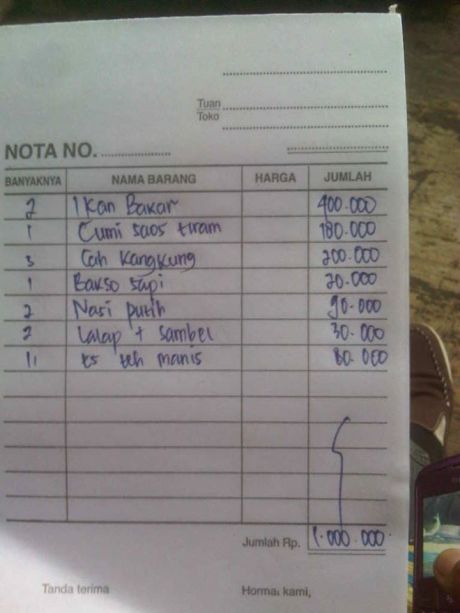 Tuan
Toko
NOTA NO.
BANYAKNYA NAMA BARANG HARGA JUMLAH
2 Ikan Bakar 400.000
1 Cumi saos tiram 180.000
3 Cah Kangkung 200.000
1 Bakso sapi 20.000
2 Nasi putih 90.000
2 Lalap + sambel 30.000
11 es teh manis 80.000
Jumlah Rp. 1.000.000
Tanda terima Hormat kami,